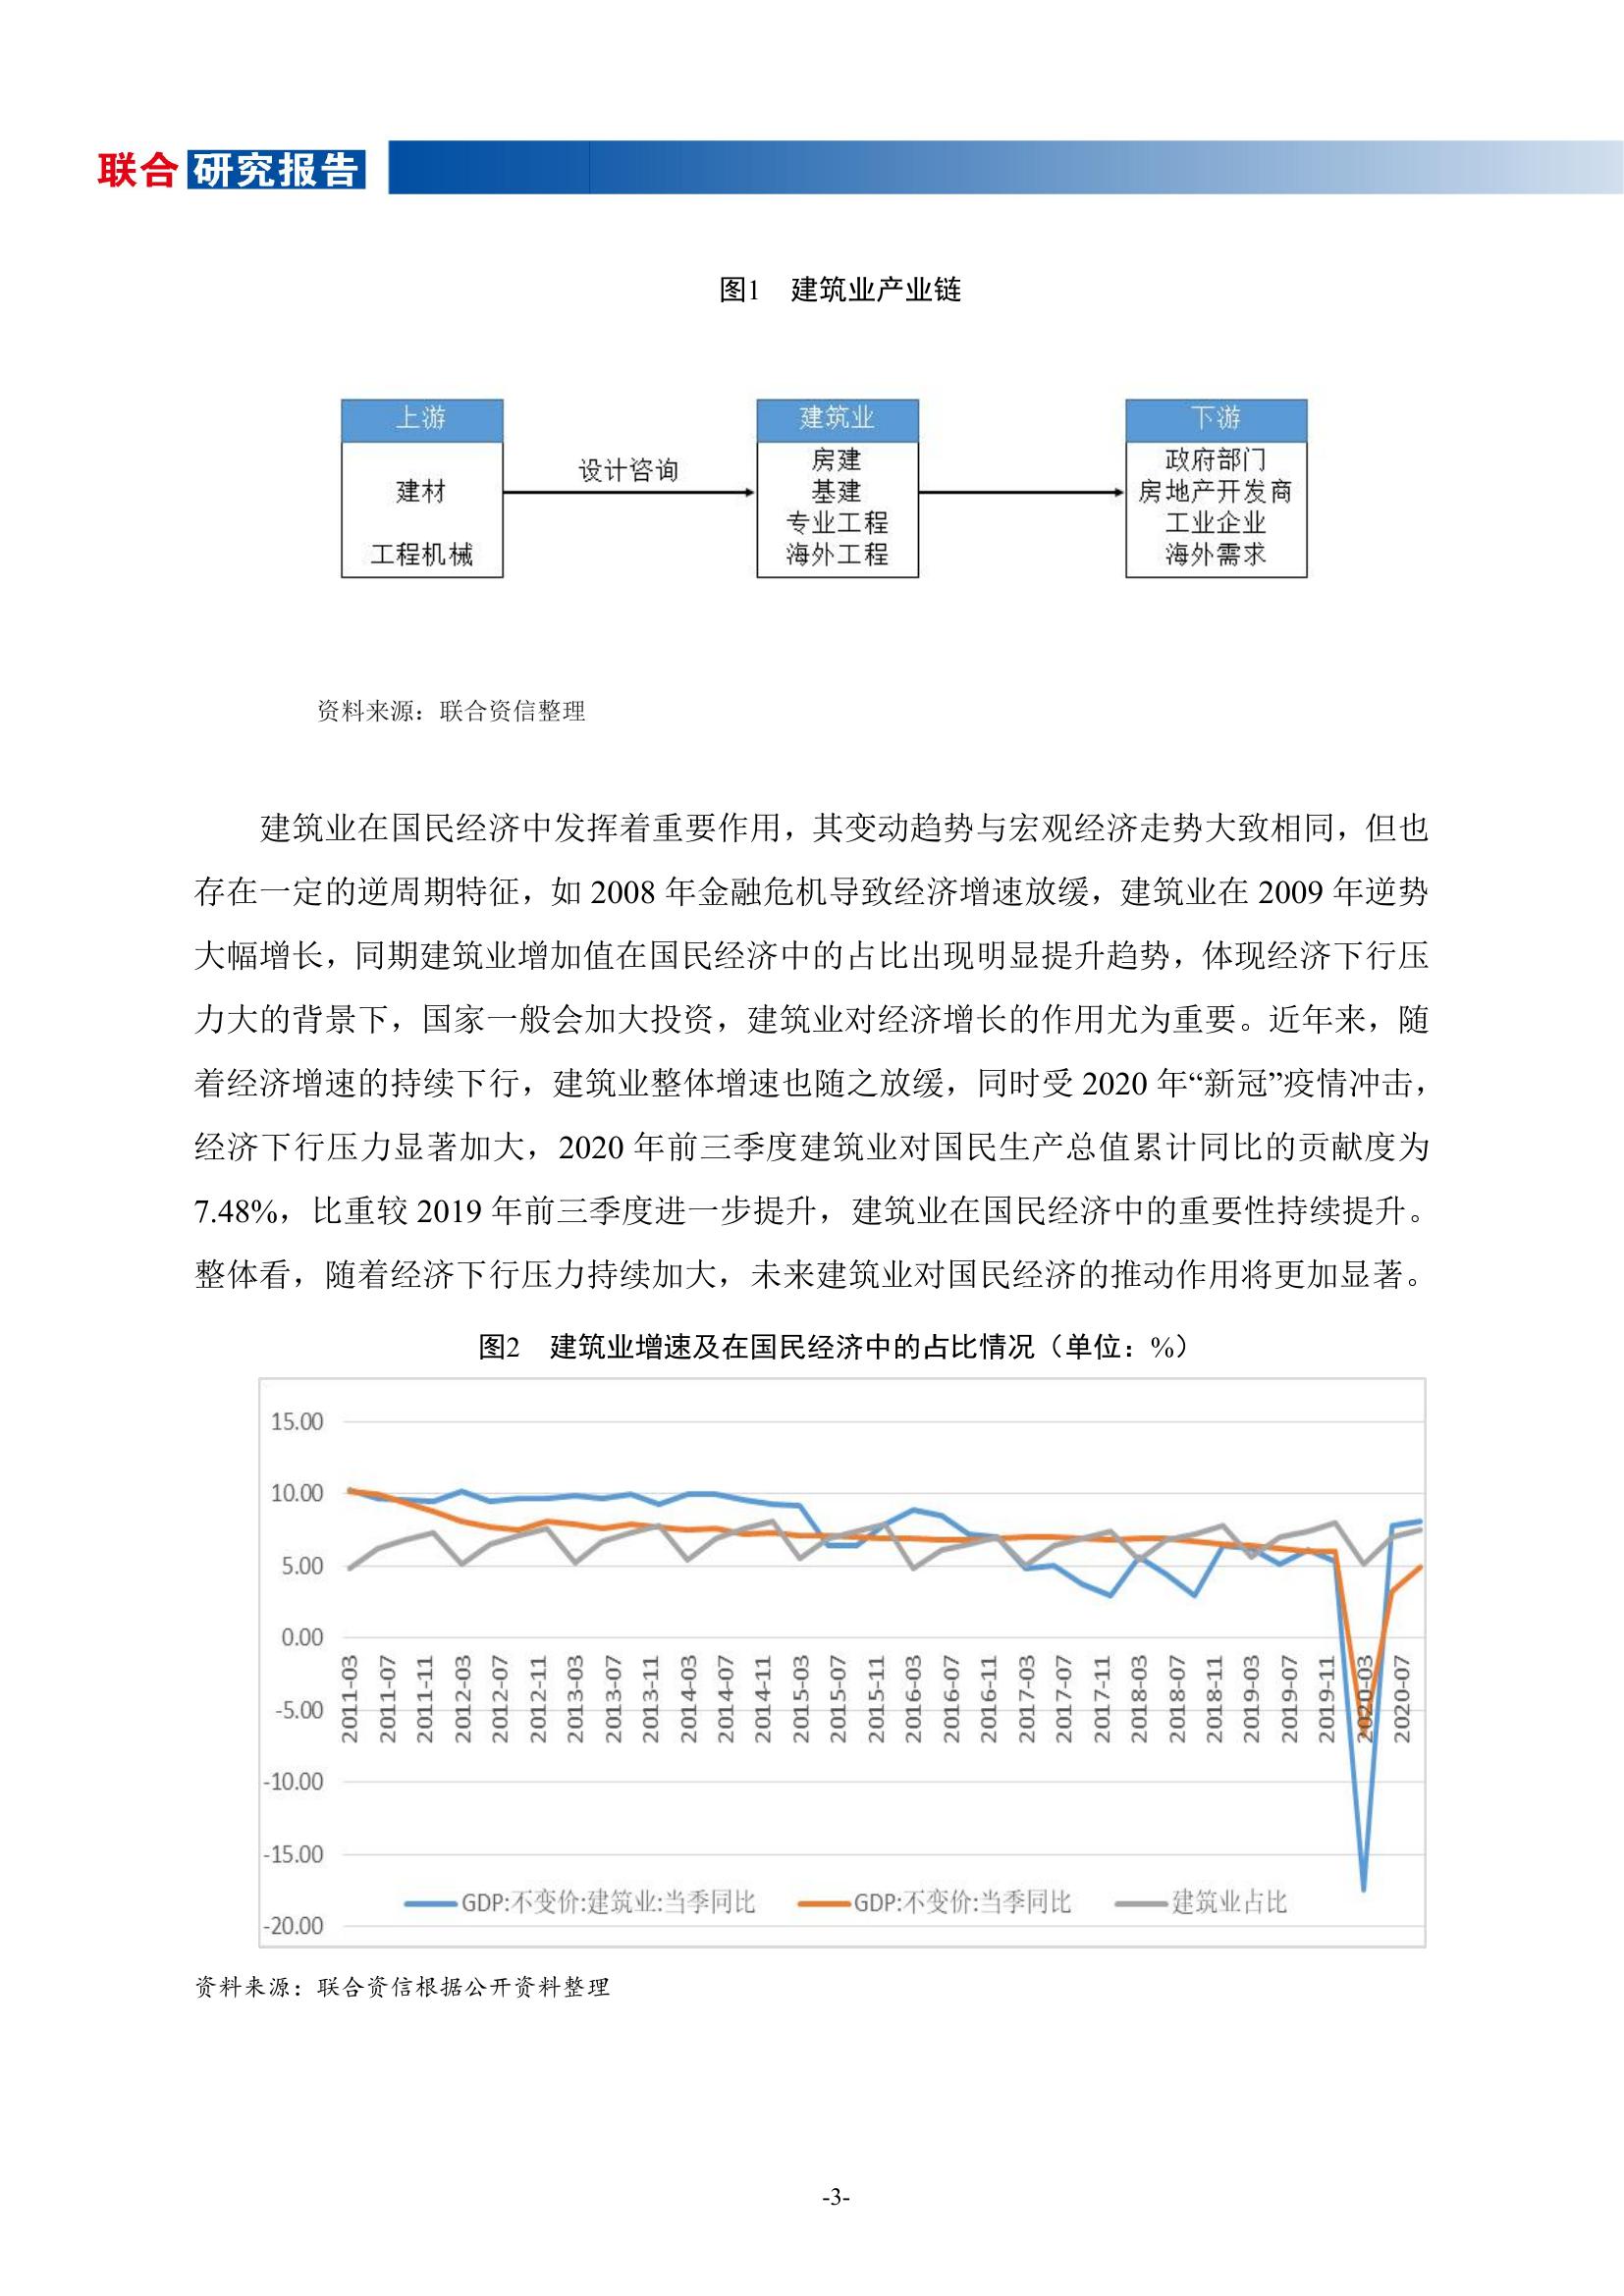 联合 研究报告
图1 建筑业产业链
上游
建材
工程机械
设计咨询
建筑业
房建
基建
专业工程
海外工程
下游
政府部门
房地产开发商
工业企业
海外需求
资料来源：联合资信整理
建筑业在国民经济中发挥着重要作用，其变动趋势与宏观经济走势大致相同，但也
存在一定的逆周期特征，如 2008 年金融危机导致经济增速放缓，建筑业在 2009 年逆势
大幅增长，同期建筑业增加值在国民经济中的占比出现明显提升趋势，体现经济下行压
力大的背景下，国家一般会加大投资，建筑业对经济增长的作用尤为重要。近年来，随
着经济增速的持续下行，建筑业整体增速也随之放缓，同时受 2020 年“新冠”疫情冲击，
经济下行压力显著加大，2020 年前三季度建筑业对国民生产总值累计同比的贡献度为
7.48%，比重较 2019 年前三季度进一步提升，建筑业在国民经济中的重要性持续提升。
整体看，随着经济下行压力持续加大，未来建筑业对国民经济的推动作用将更加显著。
图2 建筑业增速及在国民经济中的占比情况（单位：%）
15.00
10.00
5.00
0.00
-5.00
-10.00
-15.00
-20.00
2011-03
2011-07
2011-11
2012-03
2012-07
2012-11
2013-03
2013-07
2013-11
2014-03
2014-07
2014-11
2015-03
2015-07
2015-11
2016-03
2016-07
2016-11
2017-03
2017-07
2017-11
2018-03
2018-07
2018-11
2019-03
2019-07
2019-11
2020-03
2020-07
GDP:不变价:建筑业:当季同比
GDP:不变价:当季同比
建筑业占比
资料来源：联合资信根据公开资料整理
-3-